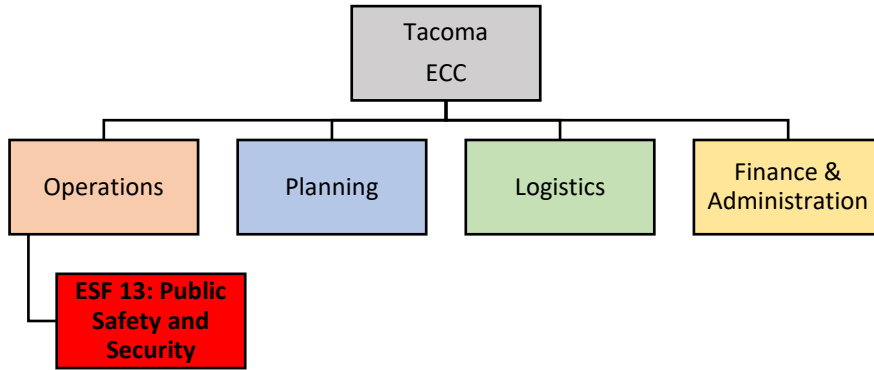 Tacoma
ECC
Operations
Planning
Logistics
Finance &
Administration
ESF 13: Public
Safety and
Security